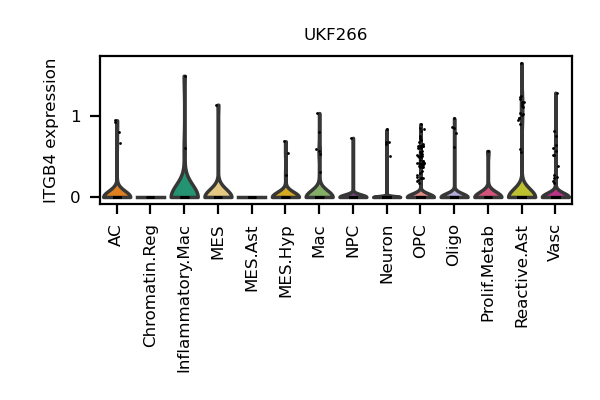 UKF266
ITGB4 expression
1
0
AC
Chromatin.Reg
Inflammatory.Mac
MES
MES.Ast
MES.Hyp
Mac
NPC
Neuron
OPC
Oligo
Prolif.Metab
Reactive.Ast
Vasc